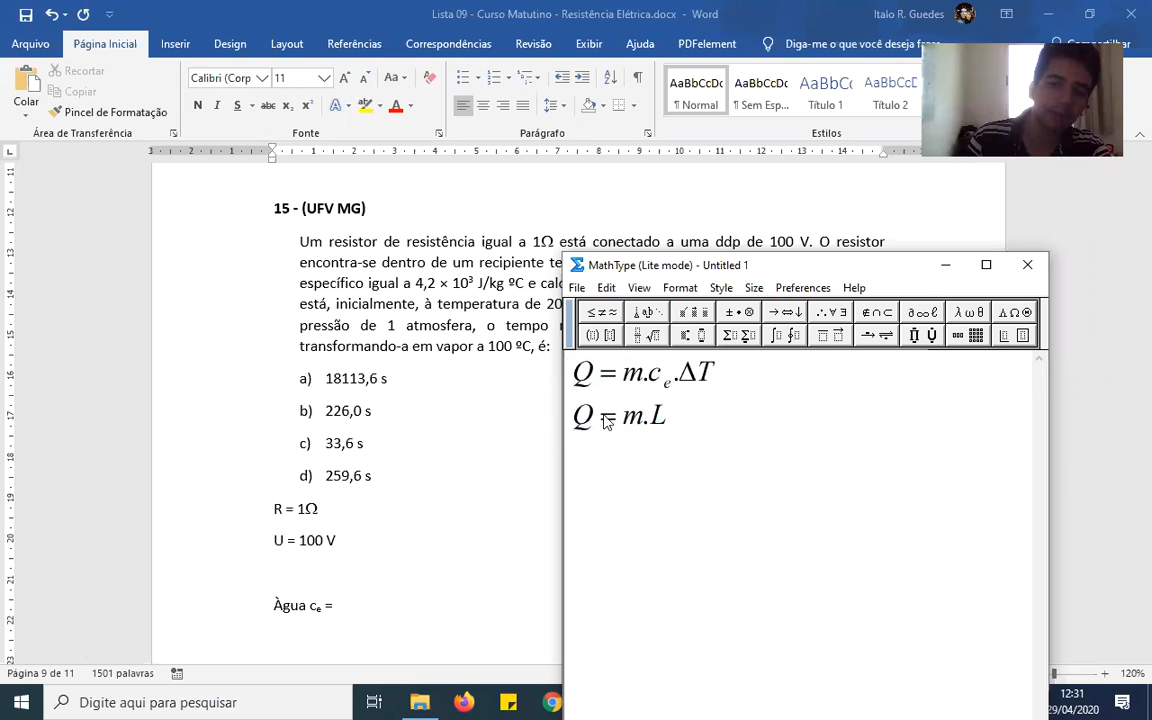 Lista 09 - Curso Matutino - Resistência Elétrica.docx - Word
Italo R. Guedes
Arquivo Página Inicial Inserir Design Layout Referências Correspondências Revisão Exibir Ajuda PDFelement Diga-me o que você deseja fazer Compartilhar
Colar
Recortar
Copiar
Pincel de Formatação
Área de Transferência
Calibri (Corp 11
Fonte
Parágrafo
AaBbCcDc AaBbCcDc AaBbCc AaBbCcD
¶ Normal ¶ Sem Esp... Título 1 Título 2
Estilos
15 - (UFV MG)
Um resistor de resistência igual a 1Ω está conectado a uma ddp de 100 V. O resistor
encontra-se dentro de um recipiente
específico igual a 4,2 × 10³ J/kg ºC e
está, inicialmente, à temperatura de 20
pressão de 1 atmosfera, o tempo
transformando-a em vapor a 100 ºC, é:
a) 18113,6 s
b) 226,0 s
c) 33,6 s
d) 259,6 s
R = 1Ω
U = 100 V
Àgua cₑ =
MathType (Lite mode) - Untitled 1
File Edit View Format Style Size Preferences Help
Q = m.cₑ.ΔT
Q = m.L
Página 9 de 11 1501 palavras
120%
Digite aqui para pesquisar
12:31
29/04/2020